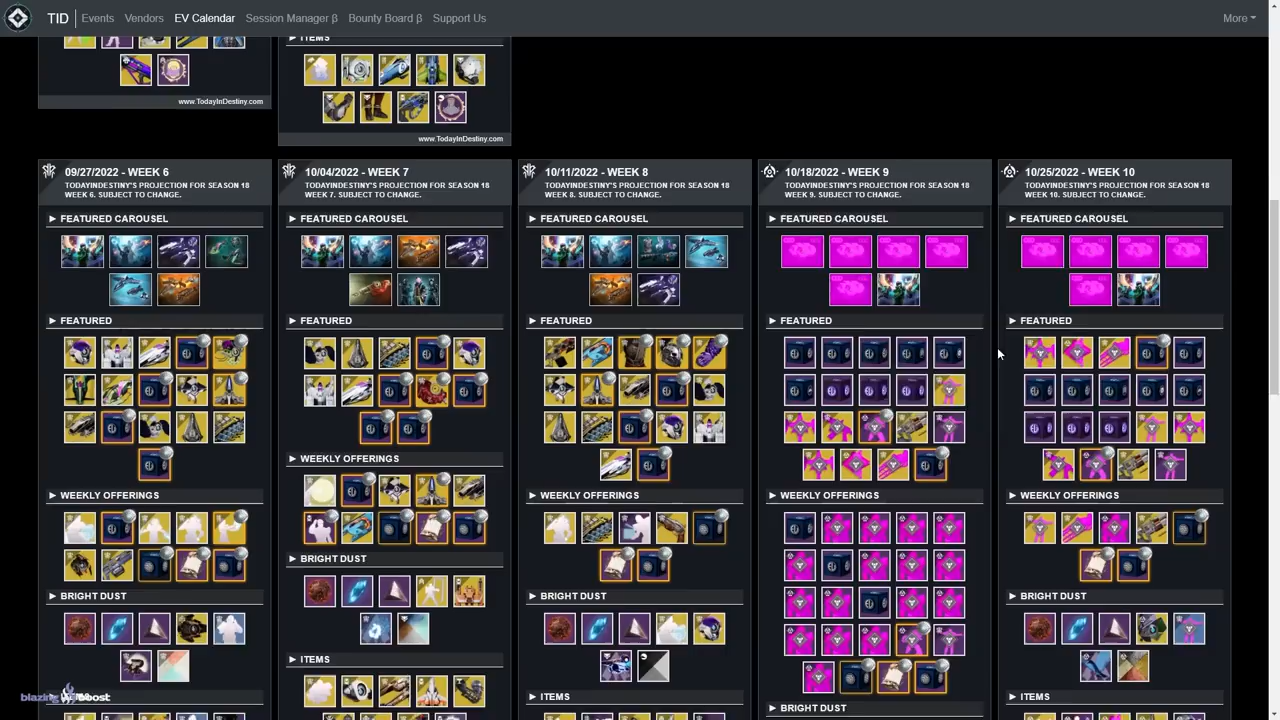 TID Events Vendors EV Calendar Session Manager β Bounty Board β Support Us More
ITEMS
www.TodayInDestiny.com
www.TodayInDestiny.com
09/27/2022 - WEEK 6
TODAYINDESTINY'S PROJECTION FOR SEASON 18
WEEK 6. SUBJECT TO CHANGE.
FEATURED CAROUSEL
FEATURED
WEEKLY OFFERINGS
BRIGHT DUST
10/04/2022 - WEEK 7
TODAYINDESTINY'S PROJECTION FOR SEASON 18
WEEK 7. SUBJECT TO CHANGE.
FEATURED CAROUSEL
FEATURED
WEEKLY OFFERINGS
BRIGHT DUST
ITEMS
10/11/2022 - WEEK 8
TODAYINDESTINY'S PROJECTION FOR SEASON 18
WEEK 8. SUBJECT TO CHANGE.
FEATURED CAROUSEL
FEATURED
WEEKLY OFFERINGS
BRIGHT DUST
ITEMS
10/18/2022 - WEEK 9
TODAYINDESTINY'S PROJECTION FOR SEASON 18
WEEK 9. SUBJECT TO CHANGE.
FEATURED CAROUSEL
FEATURED
WEEKLY OFFERINGS
BRIGHT DUST
10/25/2022 - WEEK 10
TODAYINDESTINY'S PROJECTION FOR SEASON 18
WEEK 10. SUBJECT TO CHANGE.
FEATURED CAROUSEL
FEATURED
WEEKLY OFFERINGS
BRIGHT DUST
ITEMS
blazing boost